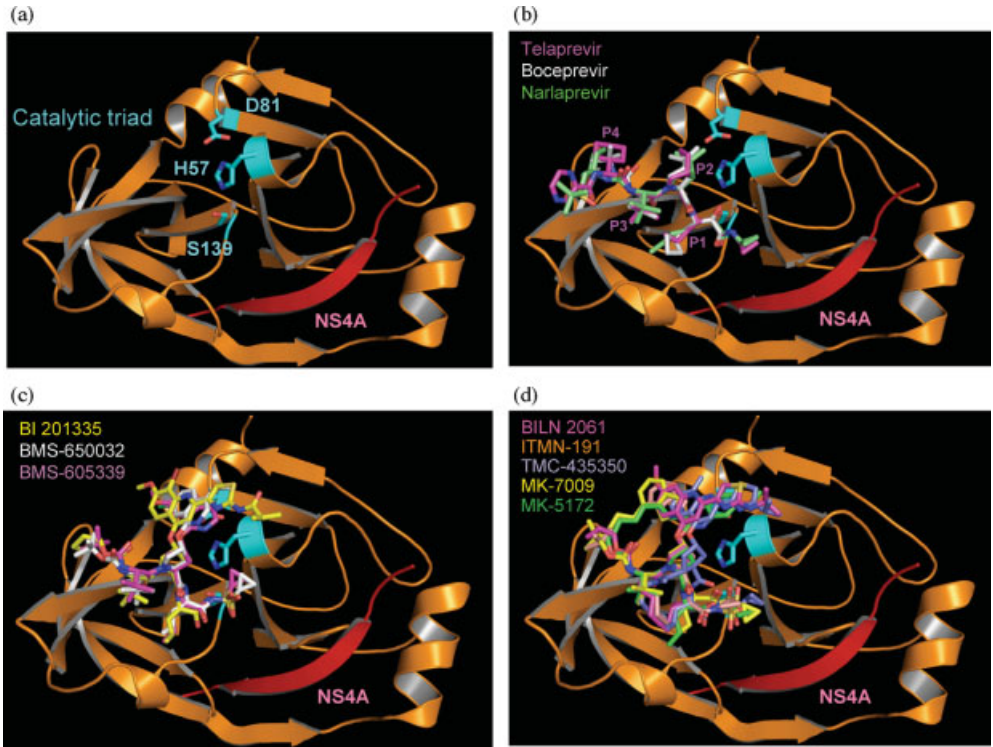 (a)
Catalytic triad
D81
H57
S139
NS4A
(b)
Telaprevir
Boceprevir
Narlaprevir
P4
P2
P3
P1
NS4A
(c)
BI 201335
BMS-650032
BMS-605339
NS4A
(d)
BILN 2061
ITMN-191
TMC-435350
MK-7009
MK-5172
NS4A